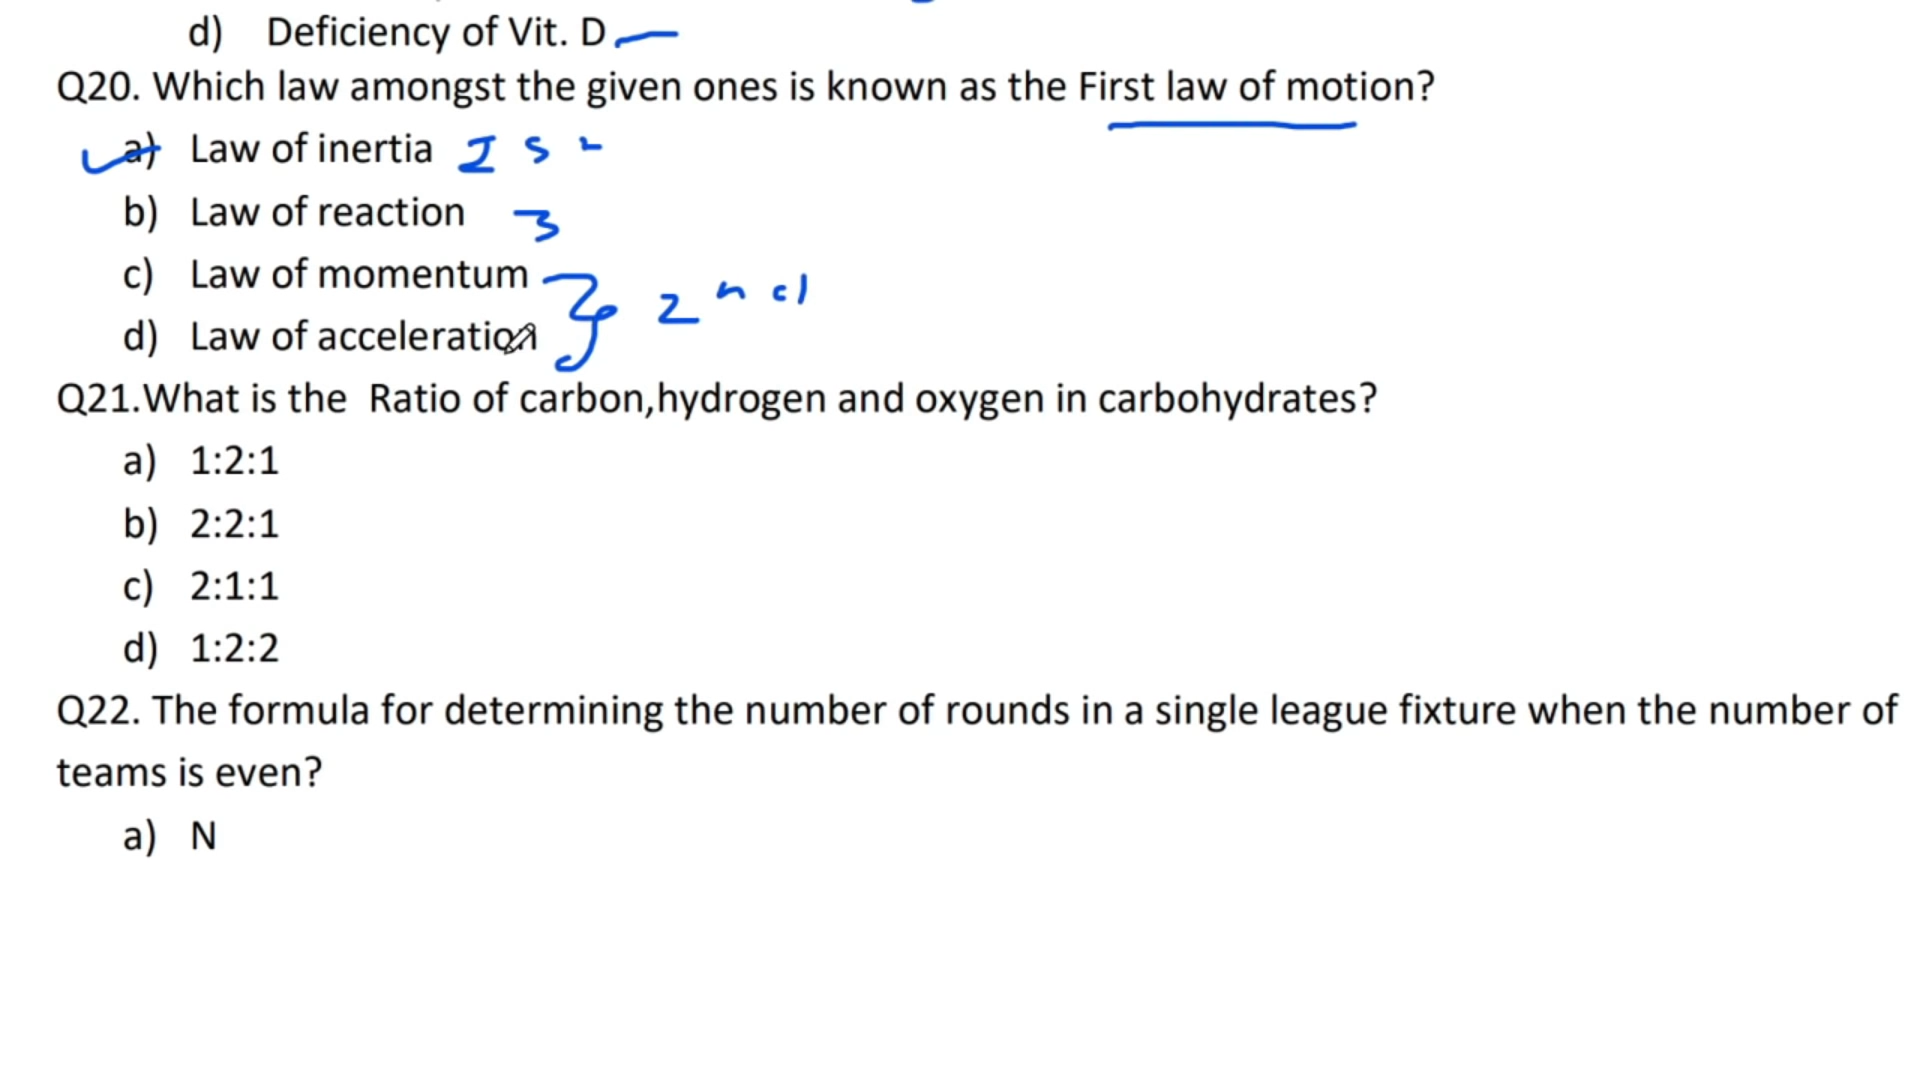 d) Deficiency of Vit. D
Q20. Which law amongst the given ones is known as the First law of motion?
a) Law of inertia I s
b) Law of reaction 3
c) Law of momentum
2nd
d) Law of acceleration
Q21.What is the Ratio of carbon,hydrogen and oxygen in carbohydrates?
a) 1:2:1
b) 2:2:1
c) 2:1:1
d) 1:2:2
Q22. The formula for determining the number of rounds in a single league fixture when the number of
teams is even?
a) N